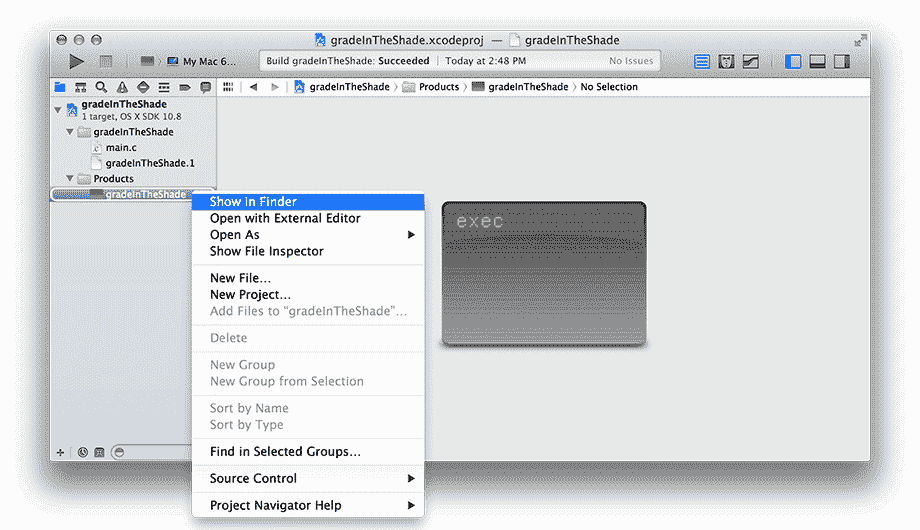 gradeInTheShade.xcodeproj — gradeInTheShade
My Mac 6...
Build gradeInTheShade: Succeeded | Today at 2:48 PM
No Issues
gradeInTheShade
1 target, OS X SDK 10.8
gradeInTheShade
main.c
gradeInTheShade.1
Products
gradeInTheShade
gradeInTheShade 〉 Products 〉 gradeInTheShade 〉 No Selection
Show in Finder
Open with External Editor
Open As
Show File Inspector
New File...
New Project...
Add Files to “gradeInTheShade”...
Delete
New Group
New Group from Selection
Sort by Name
Sort by Type
Find in Selected Groups...
Source Control
Project Navigator Help
exec